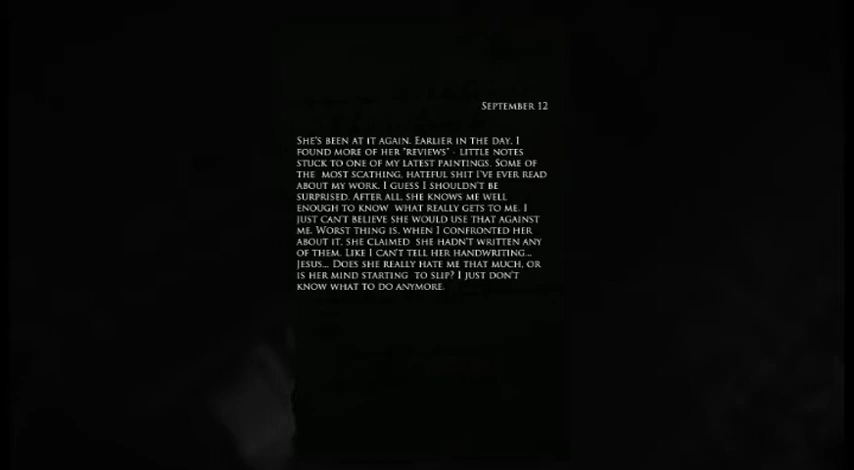 September 12
She's been at it again. Earlier in the day, I
found more of her "reviews" - little notes
stuck to one of my latest paintings. Some of
the  most scathing, hateful shit I've ever read
about my work. I guess I shouldn't be
surprised. After all, she knows me well
enough to know  what really gets to me. I
just can't believe she would use that against
me. Worst thing is, when I confronted her
about it, she claimed  she hadn't written any
of them. Like I can't tell her handwriting...
Jesus... Does she really hate me that much, or
is her mind starting  to slip? I just don't
know what to do anymore.